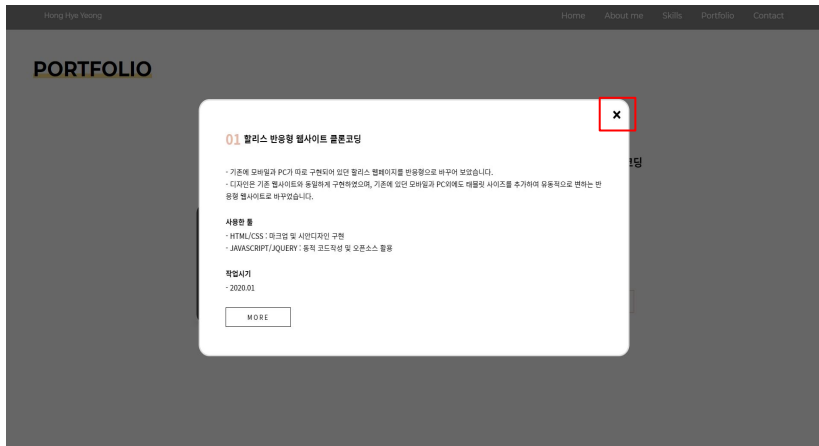 Hong Hye Yeong
Home About me Skills Portfolio Contact
PORTFOLIO
01 할리스 반응형 웹사이트 클론코딩
- 기존에 모바일과 PC가 따로 구현되어 있던 할리스 웹페이지를 반응형으로 바꾸어 보았습니다.
- 디자인은 기존 웹사이트와 동일하게 구현하였으며, 기존에 있던 모바일과 PC외에도 태블릿 사이즈를 추가하여 유동적으로 변하는 반
응형 웹사이트로 바꾸었습니다.
사용한 툴
- HTML/CSS : 마크업 및 시안디자인 구현
- JAVASCRIPT/JQUERY : 동적 코드작성 및 오픈소스 활용
작업시기
- 2020.01
MORE